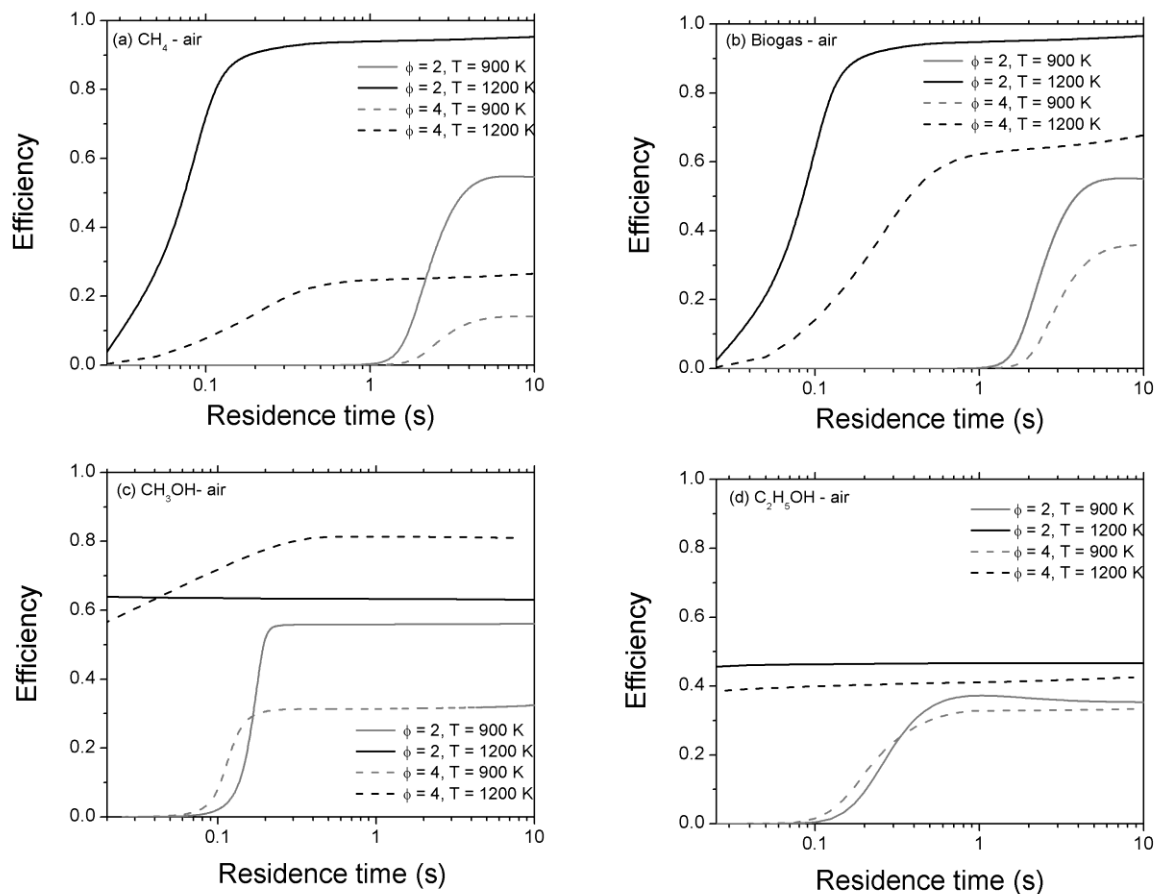 (a) CH₄ - air
ϕ = 2, T = 900 K
ϕ = 2, T = 1200 K
ϕ = 4, T = 900 K
ϕ = 4, T = 1200 K
1.0
0.8
0.6
0.4
0.2
0.0
Efficiency
0.1 1 10
Residence time (s)
(b) Biogas - air
ϕ = 2, T = 900 K
ϕ = 2, T = 1200 K
ϕ = 4, T = 900 K
ϕ = 4, T = 1200 K
1.0
0.8
0.6
0.4
0.2
0.0
Efficiency
0.1 1 10
Residence time (s)
(c) CH₃OH- air
ϕ = 2, T = 900 K
ϕ = 2, T = 1200 K
ϕ = 4, T = 900 K
ϕ = 4, T = 1200 K
1.0
0.8
0.6
0.4
0.2
0.0
Efficiency
0.1 1 10
Residence time (s)
(d) C₂H₅OH - air
ϕ = 2, T = 900 K
ϕ = 2, T = 1200 K
ϕ = 4, T = 900 K
ϕ = 4, T = 1200 K
1.0
0.8
0.6
0.4
0.2
0.0
Efficiency
0.1 1 10
Residence time (s)